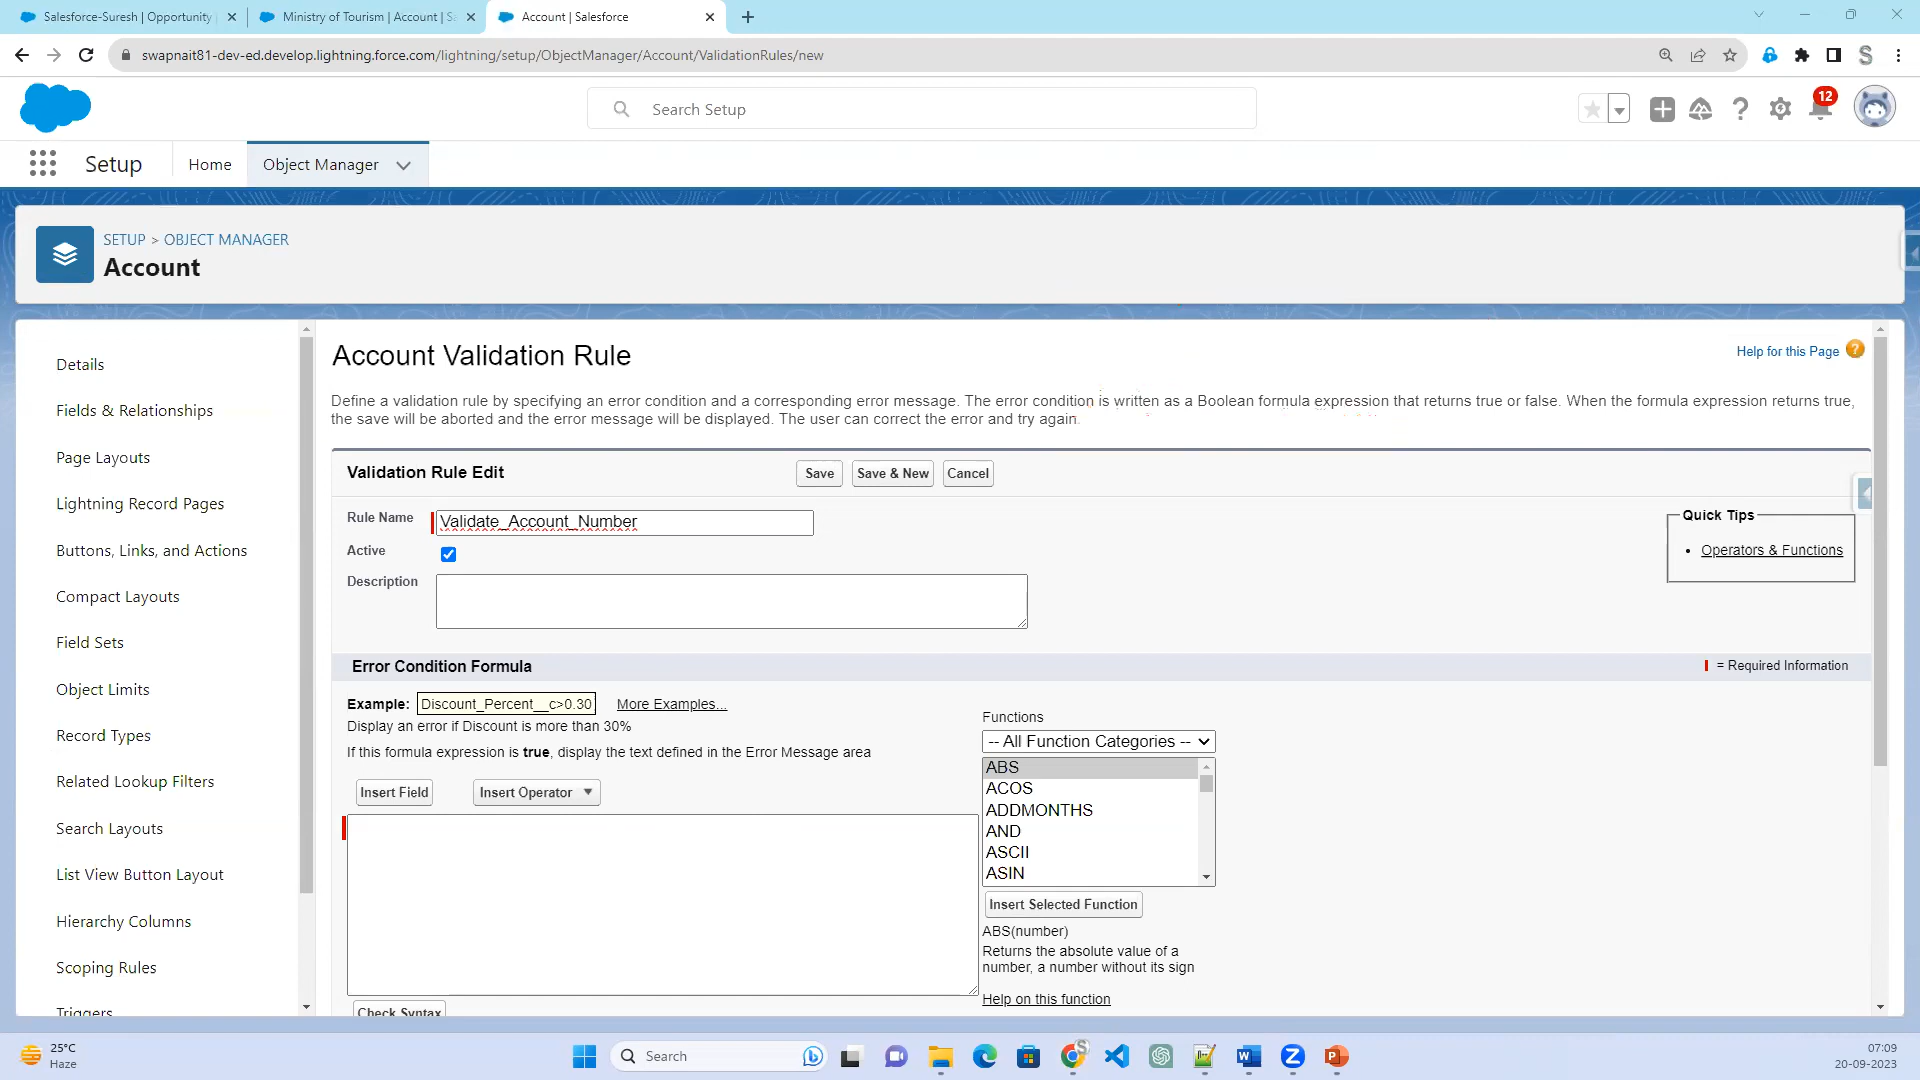 Salesforce-Suresh | Opportunity
Ministry of Tourism | Account | Sa
Account | Salesforce
swapnait81-dev-ed.develop.lightning.force.com/lightning/setup/ObjectManager/Account/ValidationRules/new
S
Search Setup
12
Setup
Home
Object Manager
SETUP > OBJECT MANAGER
Account
Details
Fields & Relationships
Page Layouts
Lightning Record Pages
Buttons, Links, and Actions
Compact Layouts
Field Sets
Object Limits
Record Types
Related Lookup Filters
Search Layouts
List View Button Layout
Hierarchy Columns
Scoping Rules
Triggers
Account Validation Rule
Help for this Page ?
Define a validation rule by specifying an error condition and a corresponding error message. The error condition is written as a Boolean formula expression that returns true or false. When the formula expression returns true,
the save will be aborted and the error message will be displayed. The user can correct the error and try again.
Validation Rule Edit
Save
Save & New
Cancel
Rule Name
Validate_Account_Number
Active
Description
Quick Tips
• Operators & Functions
Error Condition Formula
= Required Information
Example: Discount_Percent__c>0.30 More Examples...
Display an error if Discount is more than 30%
If this formula expression is true, display the text defined in the Error Message area
Insert Field
Insert Operator
Functions
-- All Function Categories --
ABS
ACOS
ADDMONTHS
AND
ASCII
ASIN
Insert Selected Function
ABS(number)
Returns the absolute value of a
number, a number without its sign
Help on this function
Check Syntax
25°C
Haze
Search
07:09
20-09-2023